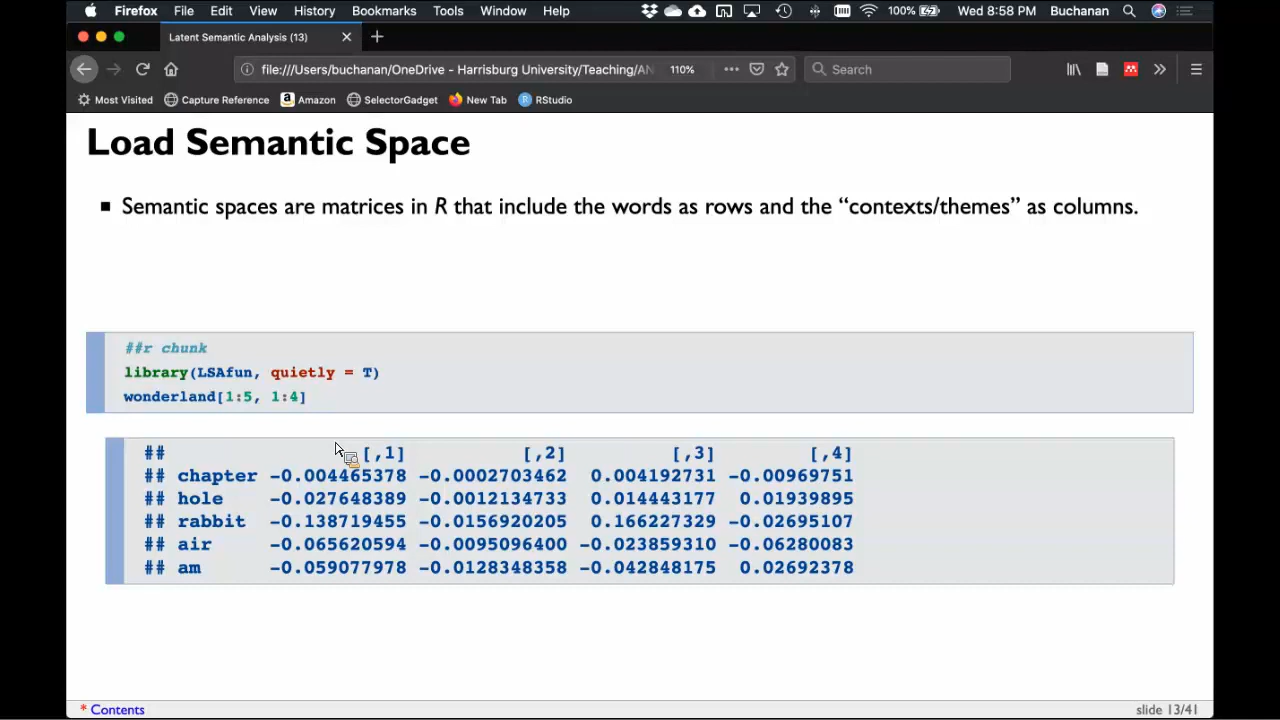 Firefox File Edit View History Bookmarks Tools Window Help 100% Wed 8:58 PM Buchanan
Latent Semantic Analysis (13)
file:///Users/buchanan/OneDrive - Harrisburg University/Teaching/AN 110% Search
Most Visited Capture Reference Amazon SelectorGadget New Tab RStudio
Load Semantic Space
■ Semantic spaces are matrices in R that include the words as rows and the “contexts/themes” as columns.
##r chunk
library(LSAfun, quietly = T)
wonderland[1:5, 1:4]
## [,1] [,2] [,3] [,4]
## chapter -0.004465378 -0.0002703462 0.004192731 -0.00969751
## hole -0.027648389 -0.0012134733 0.014443177 0.01939895
## rabbit -0.138719455 -0.0156920205 0.166227329 -0.02695107
## air -0.065620594 -0.0095096400 -0.023859310 -0.06280083
## am -0.059077978 -0.0128348358 -0.042848175 0.02692378
* Contents slide 13/41